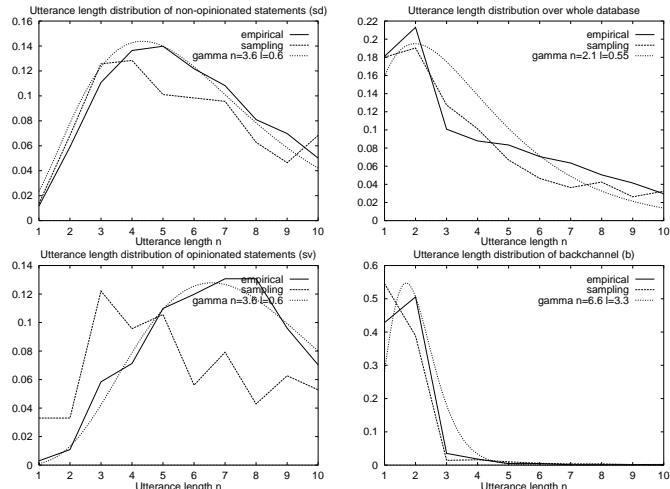 Utterance length distribution of non-opinionated statements (sd)
0.16
0.14
0.12
0.1
0.08
0.06
0.04
0.02
0
empirical
sampling
gamma n=3.6 l=0.6
1 2 3 4 5 6 7 8 9 10
Utterance length n
Utterance length distribution over whole database
0.22
0.2
0.18
0.16
0.14
0.12
0.1
0.08
0.06
0.04
0.02
0
empirical
sampling
gamma n=2.1 l=0.55
1 2 3 4 5 6 7 8 9 10
Utterance length n
Utterance length distribution of opinionated statements (sv)
0.14
0.12
0.1
0.08
0.06
0.04
0.02
0
empirical
sampling
gamma n=3.6 l=0.6
1 2 3 4 5 6 7 8 9 10
Utterance length n
Utterance length distribution of backchannel (b)
0.6
0.5
0.4
0.3
0.2
0.1
0
empirical
sampling
gamma n=6.6 l=3.3
1 2 3 4 5 6 7 8 9 10
Utterance length n